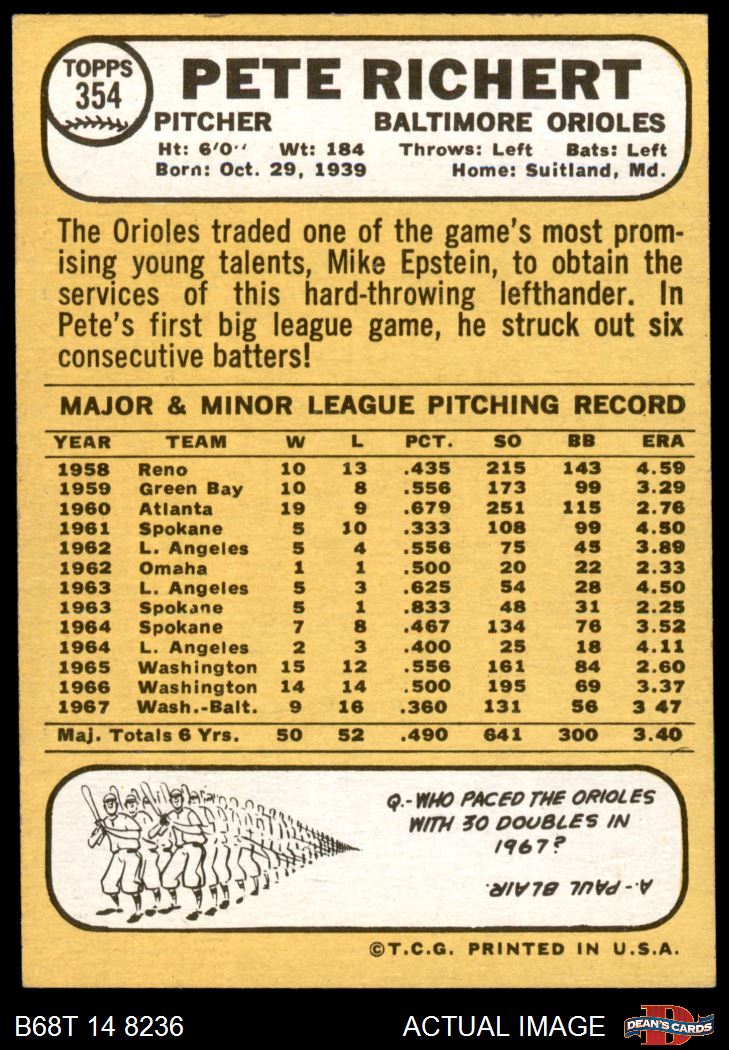 TOPPS
354
PETE RICHERT
PITCHER BALTIMORE ORIOLES
Ht: 6'0'' Wt: 184 Throws: Left Bats: Left
Born: Oct. 29, 1939 Home: Suitland, Md.
The Orioles traded one of the game's most prom-
ising young talents, Mike Epstein, to obtain the
services of this hard-throwing lefthander. In
Pete's first big league game, he struck out six
consecutive batters!
MAJOR & MINOR LEAGUE PITCHING RECORD
YEAR TEAM W L PCT. SO BB ERA
1958 Reno 10 13 .435 215 143 4.59
1959 Green Bay 10 8 .556 173 99 3.29
1960 Atlanta 19 9 .679 251 115 2.76
1961 Spokane 5 10 .333 108 99 4.50
1962 L. Angeles 5 4 .556 75 45 3.89
1962 Omaha 1 1 .500 20 22 2.33
1963 L. Angeles 5 3 .625 54 28 4.50
1963 Spokane 5 1 .833 48 31 2.25
1964 Spokane 7 8 .467 134 76 3.52
1964 L. Angeles 2 3 .400 25 18 4.11
1965 Washington 15 12 .556 161 84 2.60
1966 Washington 14 14 .500 195 69 3.37
1967 Wash.-Balt. 9 16 .360 131 56 3 47
Maj. Totals 6 Yrs. 50 52 .490 641 300 3.40
Q.-WHO PACED THE ORIOLES
WITH 30 DOUBLES IN
1967?
A.-PAUL BLAIR.
©T.C.G. PRINTED IN U.S.A.
B68T 14 8236 ACTUAL IMAGE D DEAN'S CARDS